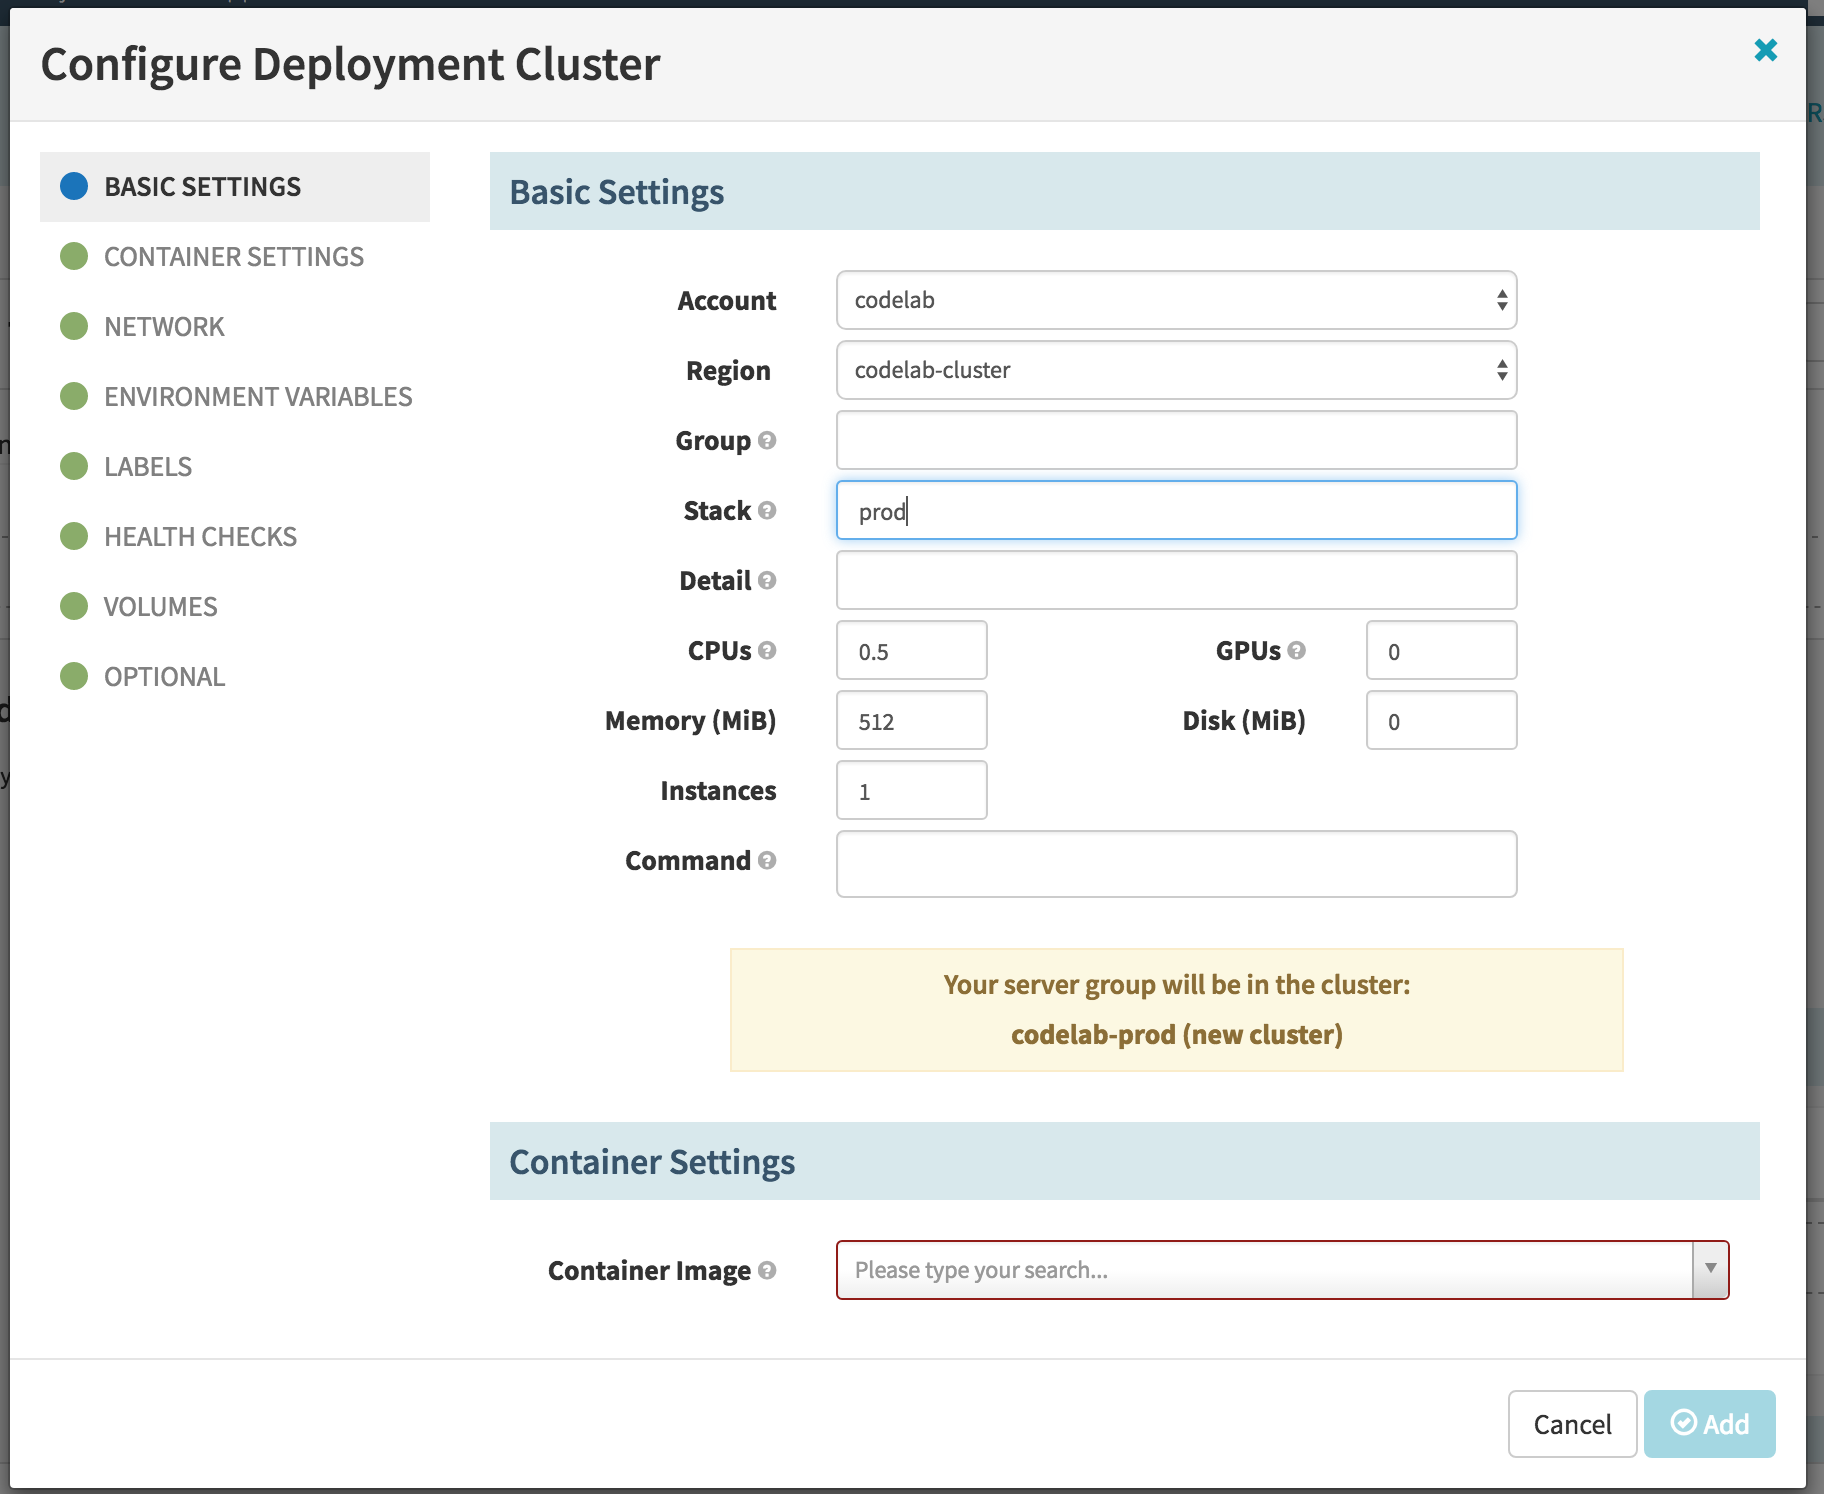 Configure Deployment Cluster
BASIC SETTINGS
CONTAINER SETTINGS
NETWORK
ENVIRONMENT VARIABLES
LABELS
HEALTH CHECKS
VOLUMES
OPTIONAL
Basic Settings
Account codelab
Region codelab-cluster
Group
Stack prod
Detail
CPUs 0.5 GPUs 0
Memory (MiB) 512 Disk (MiB) 0
Instances 1
Command
Your server group will be in the cluster:
codelab-prod (new cluster)
Container Settings
Container Image Please type your search...
Cancel Add